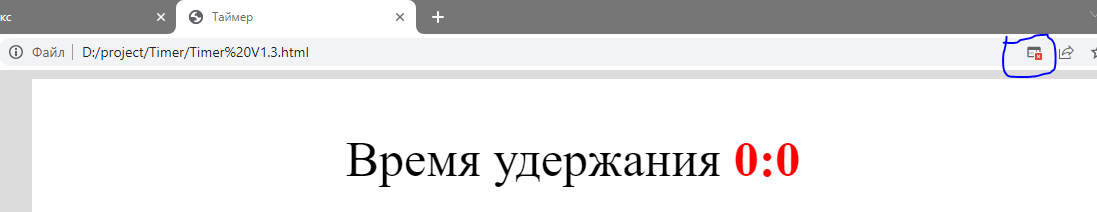 кс
Таймер
Файл D:/project/Timer/Timer%20V1.3.html
Время удержания 0:0